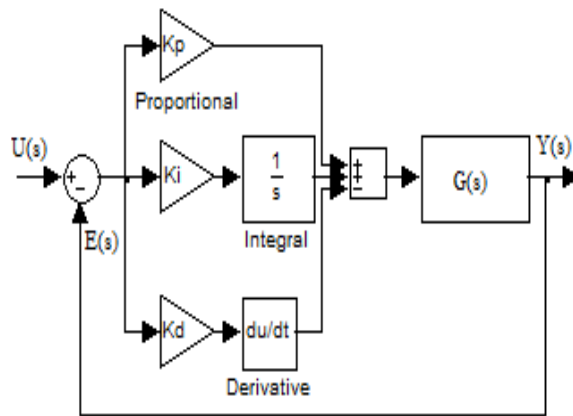 Kp
Proportional
U(s)
+
−
Ki
1
s
Integral
+
+
−
G(s)
Y(s)
E(s)
Kd
du/dt
Derivative